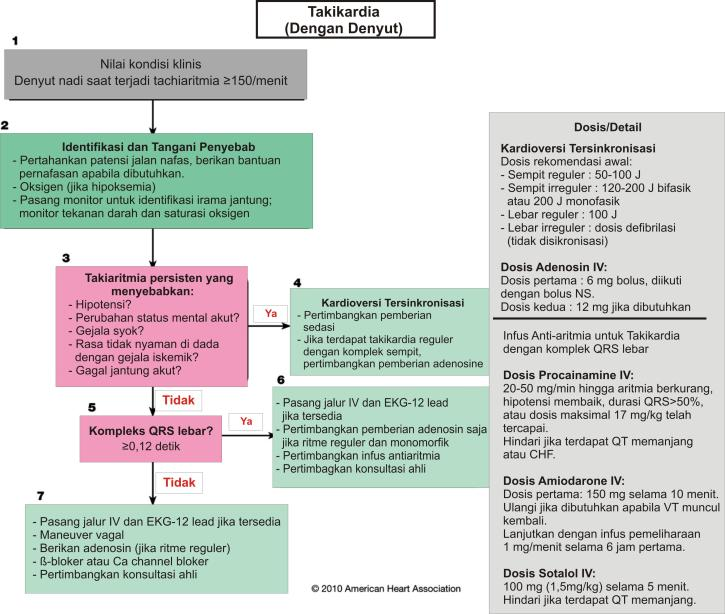 Takikardia
(Dengan Denyut)
1
Nilai kondisi klinis
Denyut nadi saat terjadi tachiaritmia ≥150/menit
2
Identifikasi dan Tangani Penyebab
- Pertahankan patensi jalan nafas, berikan bantuan
pernafasan apabila dibutuhkan.
- Oksigen (jika hipoksemia)
- Pasang monitor untuk identifikasi irama jantung;
monitor tekanan darah dan saturasi oksigen
3
Takiaritmia persisten yang
menyebabkan:
- Hipotensi?
- Perubahan status mental akut?
- Gejala syok?
- Rasa tidak nyaman di dada
dengan gejala iskemik?
- Gagal jantung akut?
Ya
4
Kardioversi Tersinkronisasi
- Pertimbangkan pemberian
sedasi
- Jika terdapat takikardia reguler
dengan komplek sempit,
pertimbangkan pemberian adenosine
Tidak
5
Kompleks QRS lebar?
≥0,12 detik
Ya
6
- Pasang jalur IV dan EKG-12 lead
jika tersedia
- Pertimbangkan pemberian adenosin saja
jika ritme reguler dan monomorfik
- Pertimbangkan infus antiaritmia
- Pertimbagkan konsultasi ahli
Tidak
7
- Pasang jalur IV dan EKG-12 lead jika tersedia
- Maneuver vagal
- Berikan adenosin (jika ritme reguler)
- ß-bloker atau Ca channel bloker
- Pertimbangkan konsultasi ahli
© 2010 American Heart Association
Dosis/Detail
Kardioversi Tersinkronisasi
Dosis rekomendasi awal:
- Sempit reguler : 50-100 J
- Sempit irreguler : 120-200 J bifasik
atau 200 J monofasik
- Lebar reguler : 100 J
- Lebar irreguler : dosis defibrilasi
(tidak disikronisasi)
Dosis Adenosin IV:
Dosis pertama : 6 mg bolus, diikuti
dengan bolus NS.
Dosis kedua : 12 mg jika dibutuhkan
Infus Anti-aritmia untuk Takikardia
dengan komplek QRS lebar
Dosis Procainamine IV:
20-50 mg/min hingga aritmia berkurang,
hipotensi membaik, durasi QRS>50%,
atau dosis maksimal 17 mg/kg telah
tercapai.
Hindari jika terdapat QT memanjang
atau CHF.
Dosis Amiodarone IV:
Dosis pertama: 150 mg selama 10 menit.
Ulangi jika dibutuhkan apabila VT muncul
kembali.
Lanjutkan dengan infus pemeliharaan
1 mg/menit selama 6 jam pertama.
Dosis Sotalol IV:
100 mg (1,5mg/kg) selama 5 menit.
Hindari jika terdapat QT memanjang.